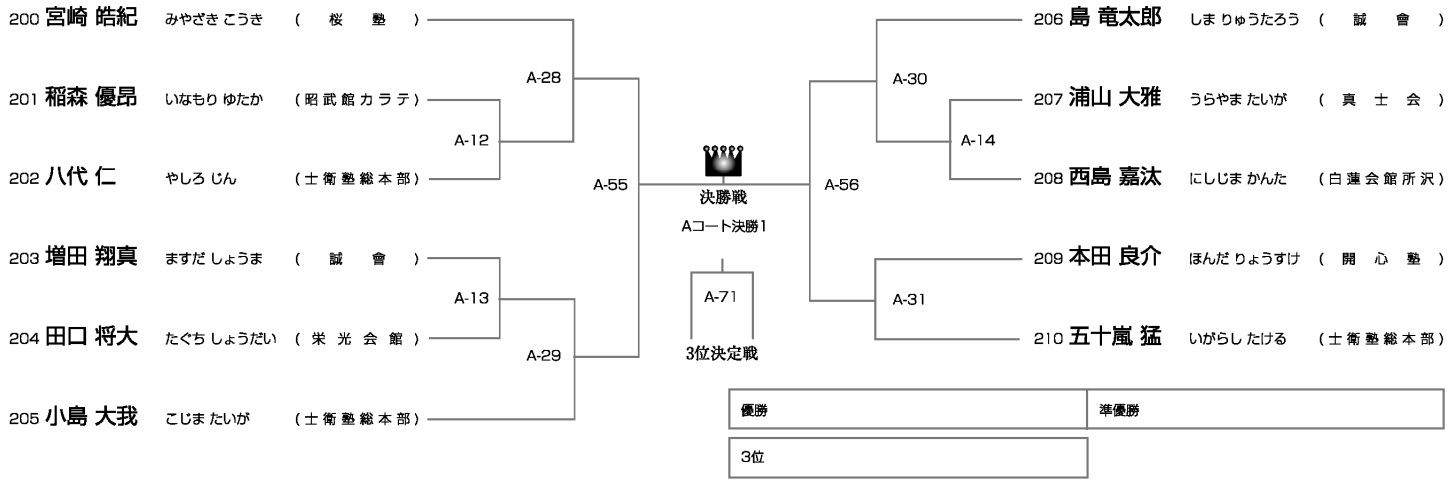 200 宮崎 皓紀 みやざき こうき ( 桜 塾 )
A-28
201 稲森 優昂 いなもり ゆたか (昭武館カラテ)
A-12
202 八代 仁 やしろ じん (士衛塾総本部)
A-55
203 増田 翔真 ますだ しょうま ( 誠 會 )
A-13
204 田口 将大 たぐち しょうだい ( 栄 光 会 館 )
A-29
205 小島 大我 こじま たいが (士衛塾総本部)
決勝戦
Aコート決勝1
A-71
3位決定戦
206 島 竜太郎 しま りゅうたろう ( 誠 會 )
A-30
207 浦山 大雅 うらやま たいが ( 真 士 会 )
A-14
208 西島 嘉汰 にしじま かんた (白蓮会館所沢)
A-56
209 本田 良介 ほんだ りょうすけ ( 開 心 塾 )
A-31
210 五十嵐 猛 いがらし たける (士衛塾総本部)
優勝
準優勝
3位